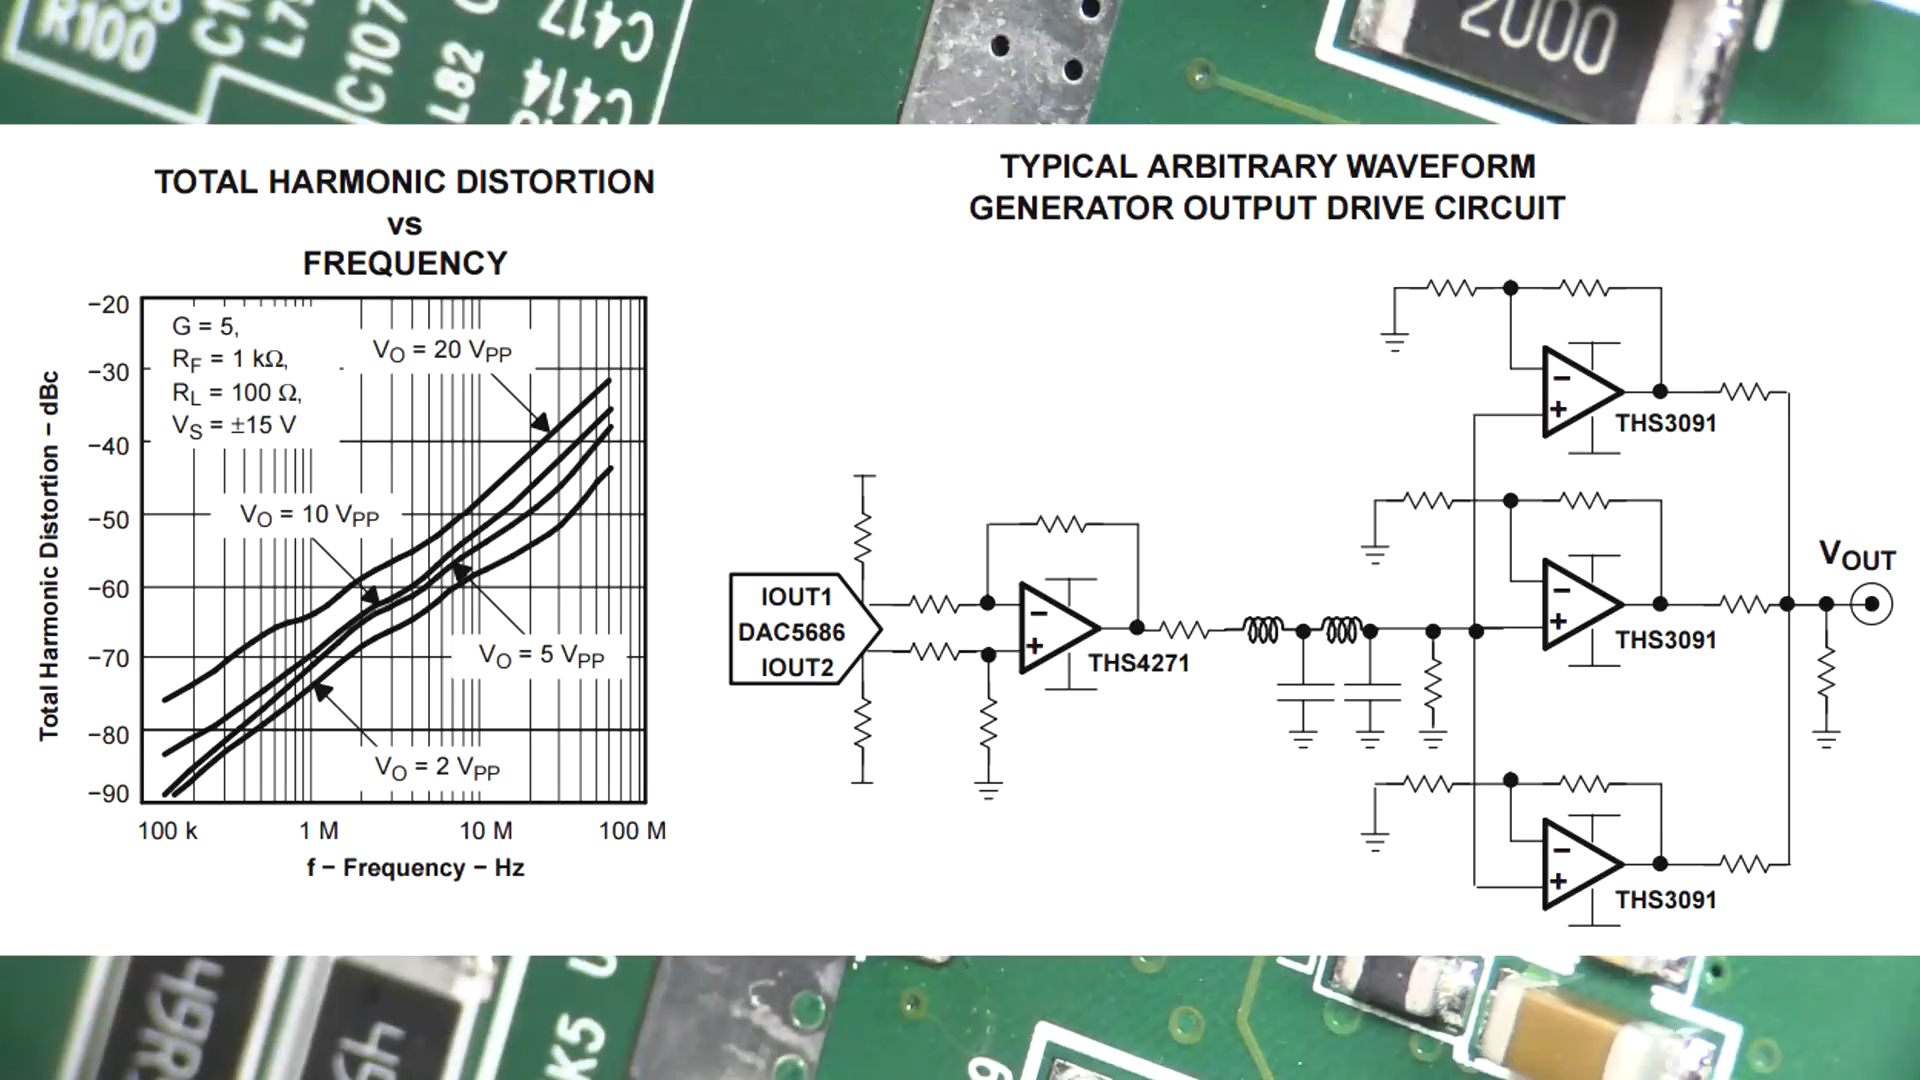 R100
C107
L82
C417
C414
2000
TOTAL HARMONIC DISTORTION
vs
FREQUENCY
−20
−30
−40
−50
−60
−70
−80
−90
G = 5,
RF = 1 kΩ,
RL = 100 Ω,
VS = ±15 V
VO = 20 VPP
VO = 10 VPP
VO = 5 VPP
VO = 2 VPP
Total Harmonic Distortion − dBc
100 k
1 M
10 M
100 M
f − Frequency − Hz
TYPICAL ARBITRARY WAVEFORM
GENERATOR OUTPUT DRIVE CIRCUIT
IOUT1
DAC5686
IOUT2
−
+
THS4271
−
+
THS3091
−
+
THS3091
VOUT
−
+
THS3091
K5